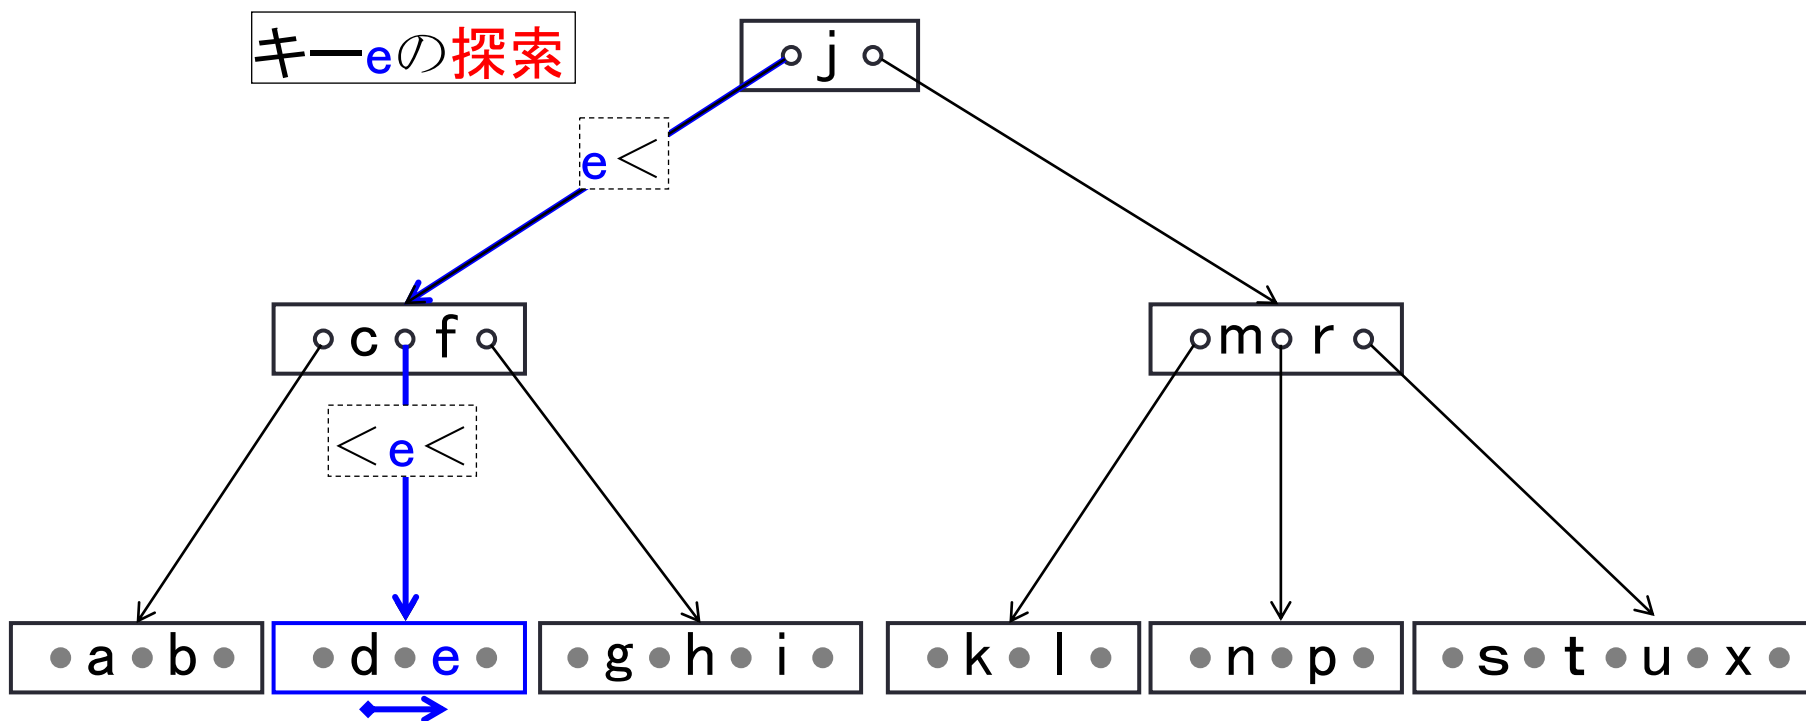 キーeの探索
j
e<
c f
m r
<e<
a b
d e
g h i
k l
n p
s t u x